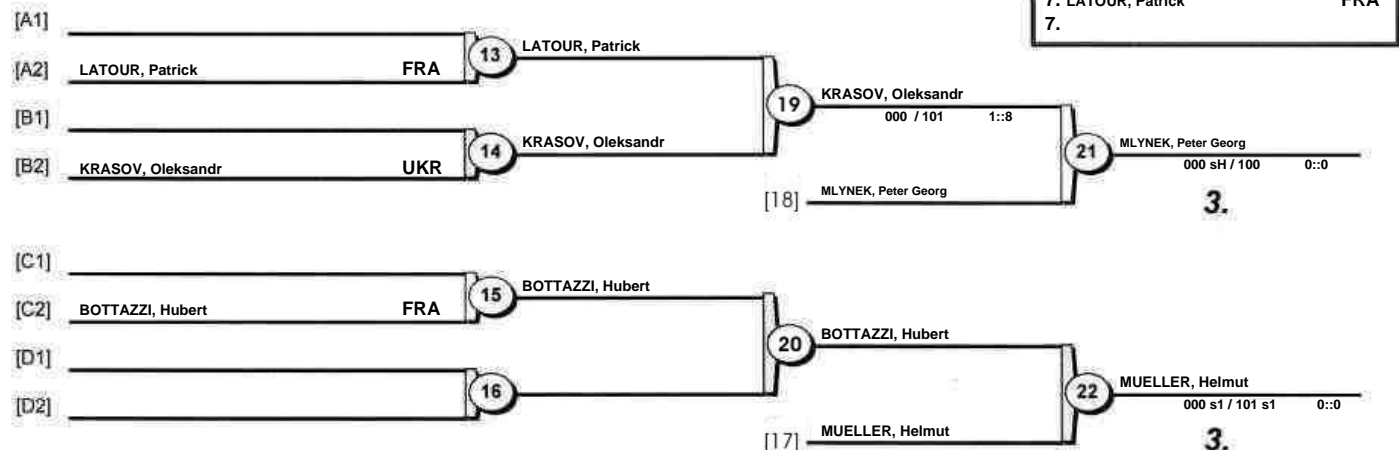 7. LATOUR, Patrick FRA
7.
[A1]
13
LATOUR, Patrick
[A2] LATOUR, Patrick FRA
19
KRASOV, Oleksandr
000 / 101 1::8
[B1]
14
KRASOV, Oleksandr
[B2] KRASOV, Oleksandr UKR
21
MLYNEK, Peter Georg
000 sH / 100 0::0
[18] MLYNEK, Peter Georg
3.
[C1]
15
BOTTAZZI, Hubert
[C2] BOTTAZZI, Hubert FRA
20
BOTTAZZI, Hubert
[D1]
16
[D2]
22
MUELLER, Helmut
000 s1 / 101 s1 0::0
[17] MUELLER, Helmut
3.